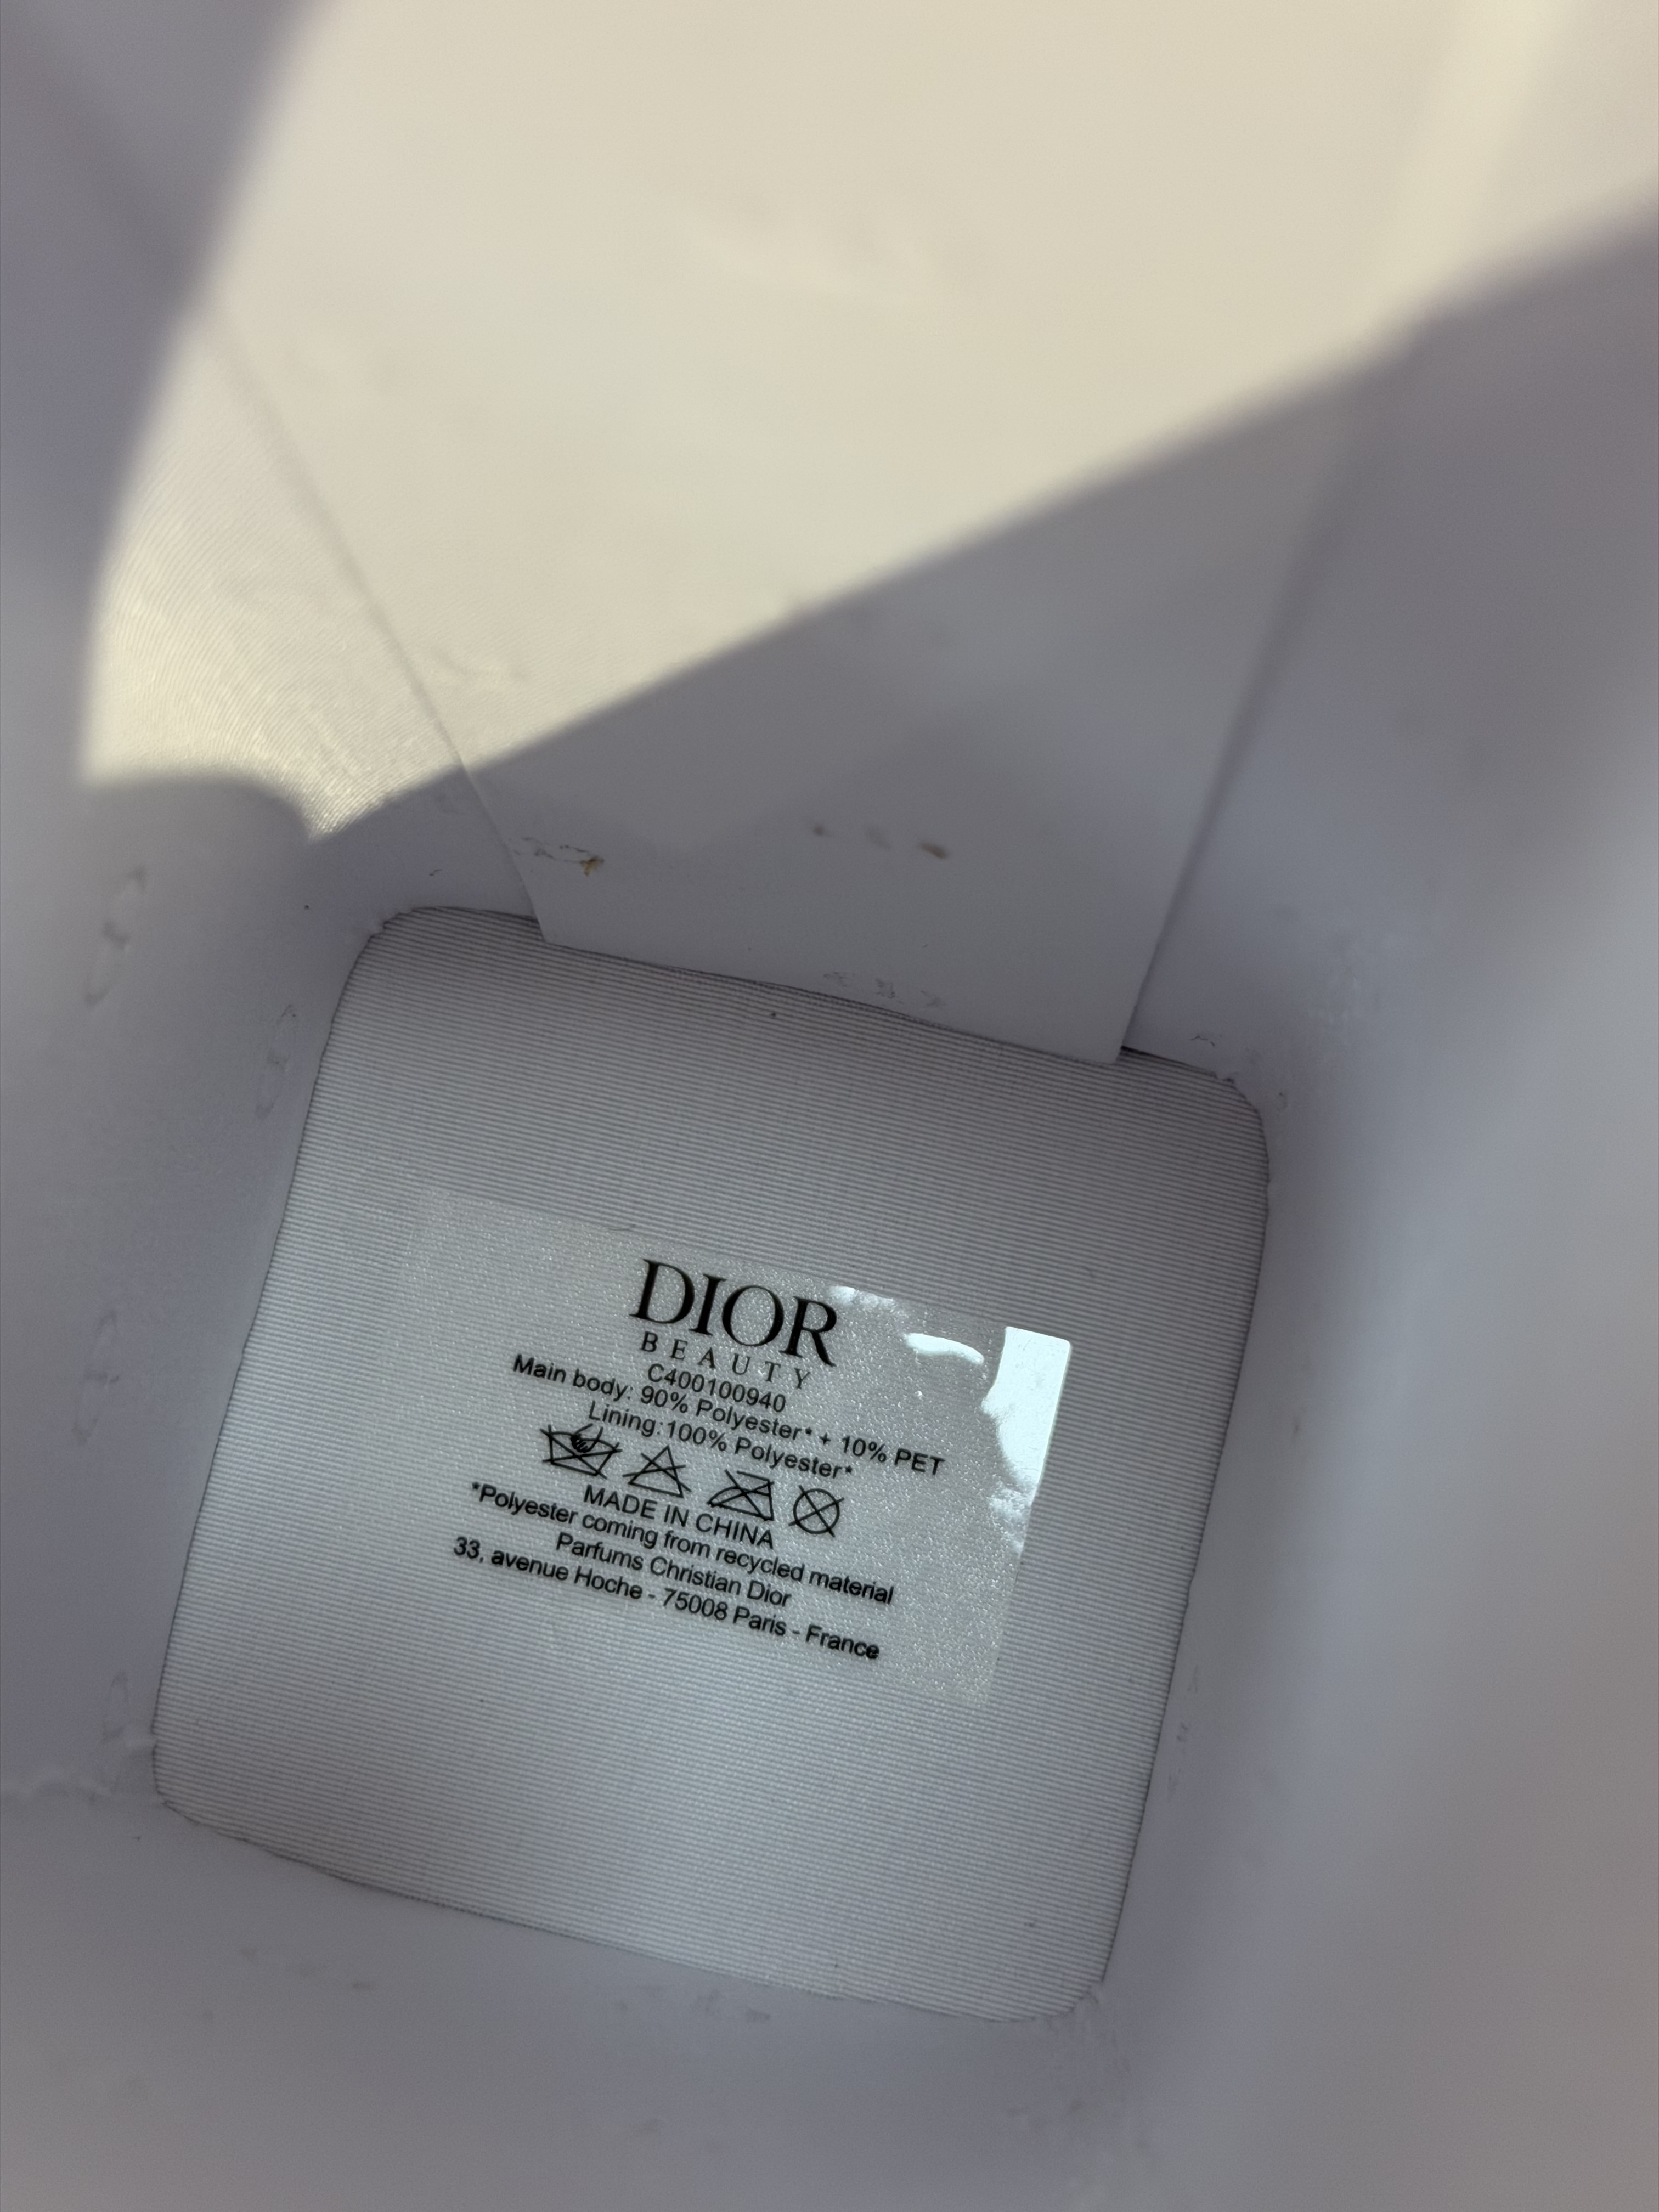 DIOR
BEAUTY
C400100940
Main body: 90% Polyester* + 10% PET
Lining:100% Polyester*
MADE IN CHINA
*Polyester coming from recycled material
Parfums Christian Dior
33, avenue Hoche - 75008 Paris - France